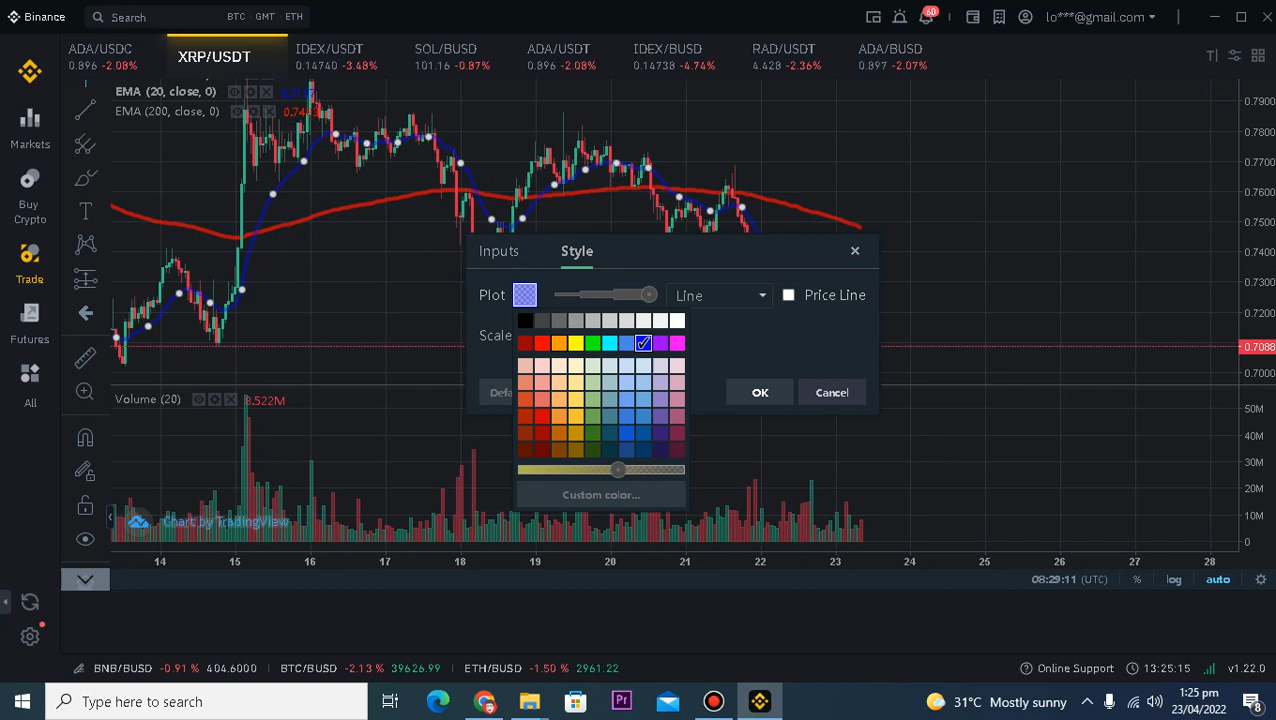 Binance
Search
BTC · GMT · ETH
60
lo***@gmail.com
ADA/USDC
0.896 -2.08%
XRP/USDT
IDEX/USDT
0.14740 -3.48%
SOL/BUSD
101.16 -0.87%
ADA/USDT
0.896 -2.08%
IDEX/BUSD
0.14738 -4.74%
RAD/USDT
4.428 -2.36%
ADA/BUSD
0.897 -2.07%
Markets
Buy
Crypto
Trade
Futures
All
EMA (20, close, 0)
EMA (200, close, 0)
0.7900
0.7800
0.7700
0.7600
0.7500
0.7400
0.7300
0.7200
0.7088
0.7000
Inputs
Style
Plot
Line
Price Line
Scale
OK
Cancel
Custom color...
Volume (20)
8.522M
50M
40M
30M
20M
10M
0
Chart by TradingView
14 15 16 17 18 19 20 21 22 23 24 25 26 27 28
08:29:11 (UTC) % log auto
BNB/BUSD -0.91 % 404.6000 BTC/BUSD -2.13 % 39626.99 ETH/BUSD -1.50 % 2961.22
Online Support 13:25:15 v1.22.0
Type here to search
Pr
31°C Mostly sunny
1:25 pm
23/04/2022
8